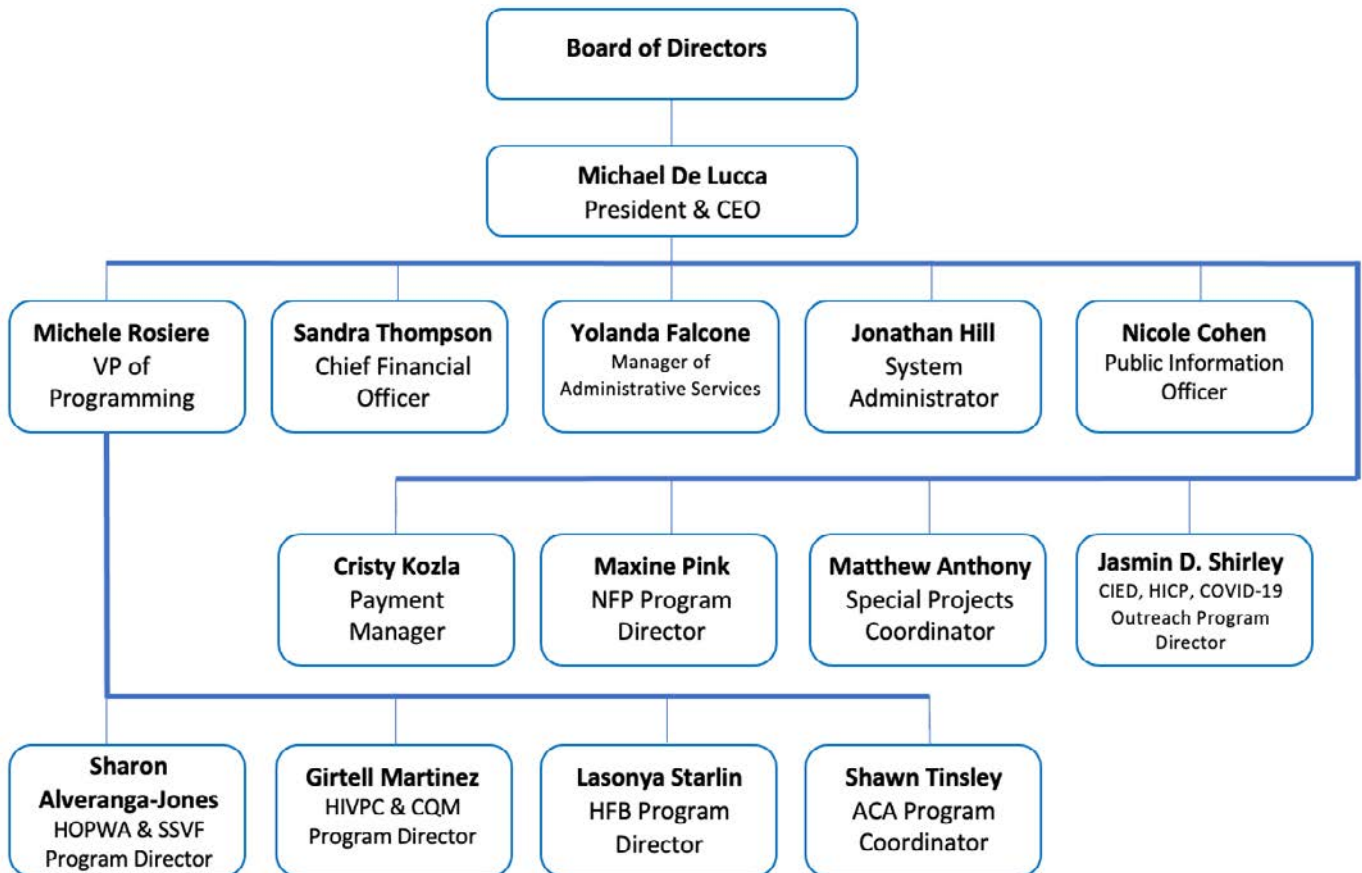 Board of Directors
Michael De Lucca
President & CEO
Michele Rosiere
VP of
Programming
Sandra Thompson
Chief Financial
Officer
Yolanda Falcone
Manager of
Administrative Services
Jonathan Hill
System
Administrator
Nicole Cohen
Public Information
Officer
Cristy Kozla
Payment
Manager
Maxine Pink
NFP Program
Director
Matthew Anthony
Special Projects
Coordinator
Jasmin D. Shirley
CIED, HICP, COVID-19
Outreach Program
Director
Sharon
Alveranga-Jones
HOPWA & SSVF
Program Director
Girtell Martinez
HIVPC & CQM
Program Director
Lasonya Starlin
HFB Program
Director
Shawn Tinsley
ACA Program
Coordinator